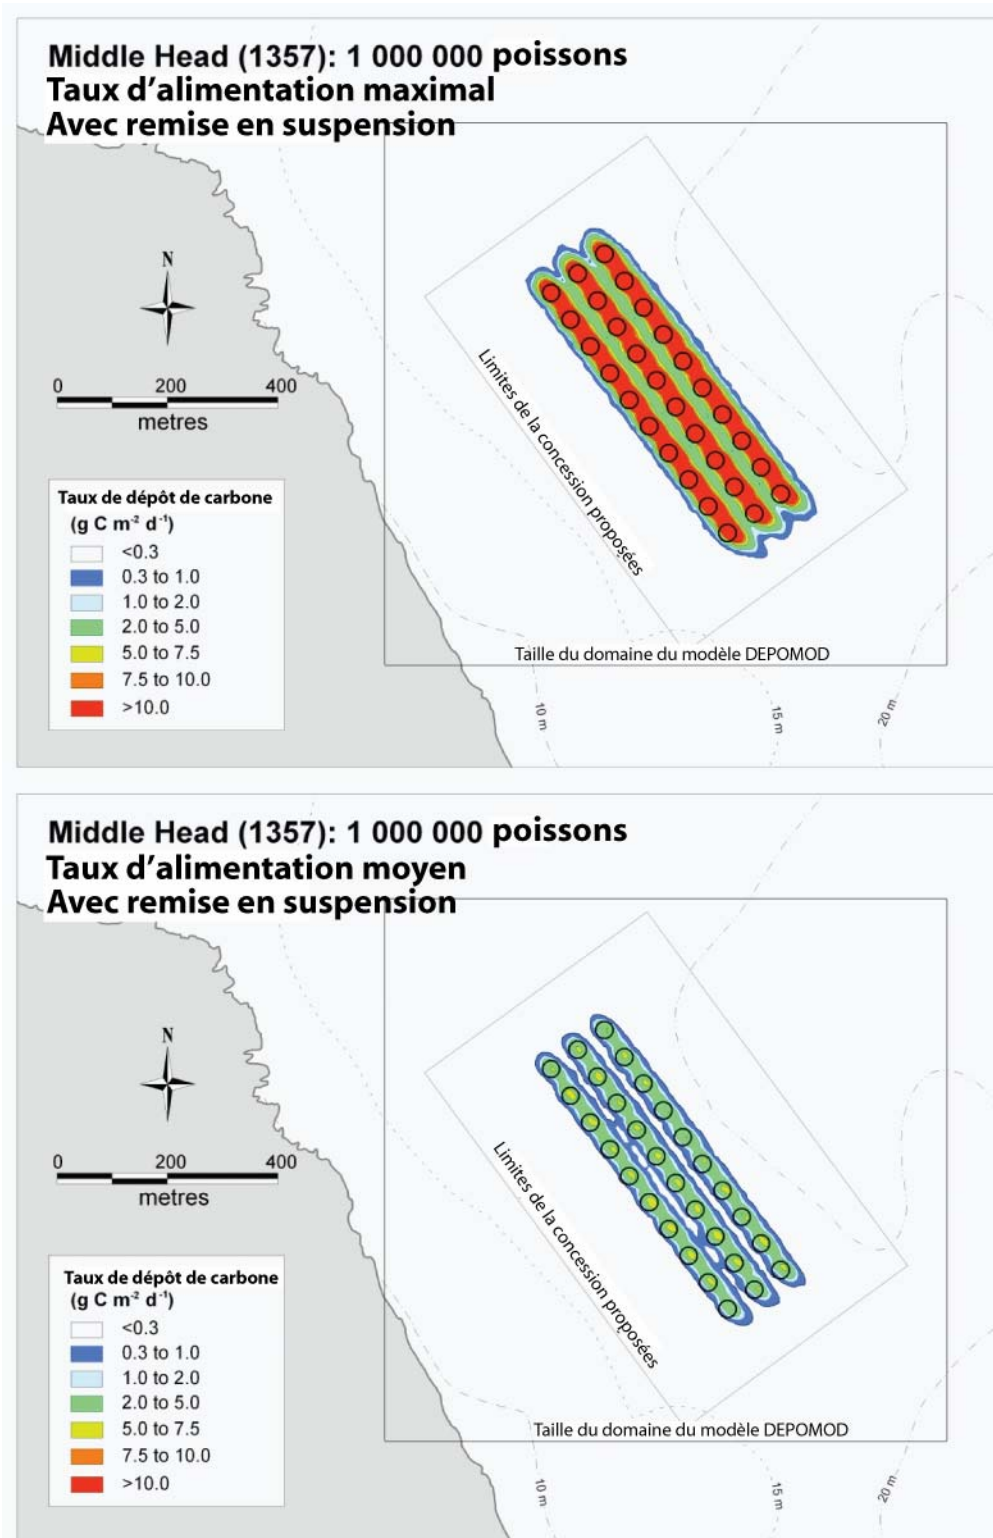 Middle Head (1357): 1 000 000 poissons
Taux d'alimentation maximal
Avec remise en suspension
N
0 200 400
metres
Limites de la concession proposées
Taux de dépôt de carbone
(g C m⁻² d⁻¹)
<0.3
0.3 to 1.0
1.0 to 2.0
2.0 to 5.0
5.0 to 7.5
7.5 to 10.0
>10.0
Taille du domaine du modèle DEPOMOD
10 m
15 m
20 m
Middle Head (1357): 1 000 000 poissons
Taux d'alimentation moyen
Avec remise en suspension
N
0 200 400
metres
Limites de la concession proposées
Taux de dépôt de carbone
(g C m⁻² d⁻¹)
<0.3
0.3 to 1.0
1.0 to 2.0
2.0 to 5.0
5.0 to 7.5
7.5 to 10.0
>10.0
Taille du domaine du modèle DEPOMOD
10 m
15 m
20 m